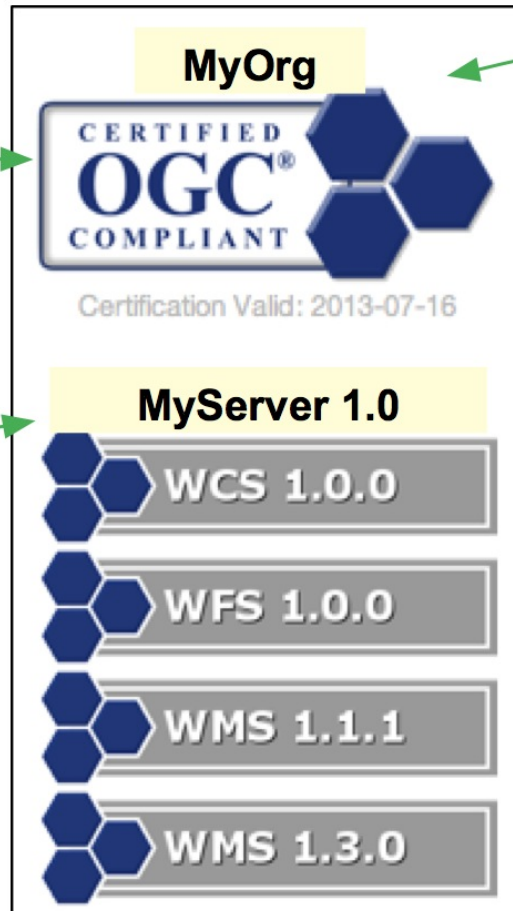 MyOrg
CERTIFIED
OGC®
COMPLIANT
Certification Valid: 2013-07-16
MyServer 1.0
WCS 1.0.0
WFS 1.0.0
WMS 1.1.1
WMS 1.3.0